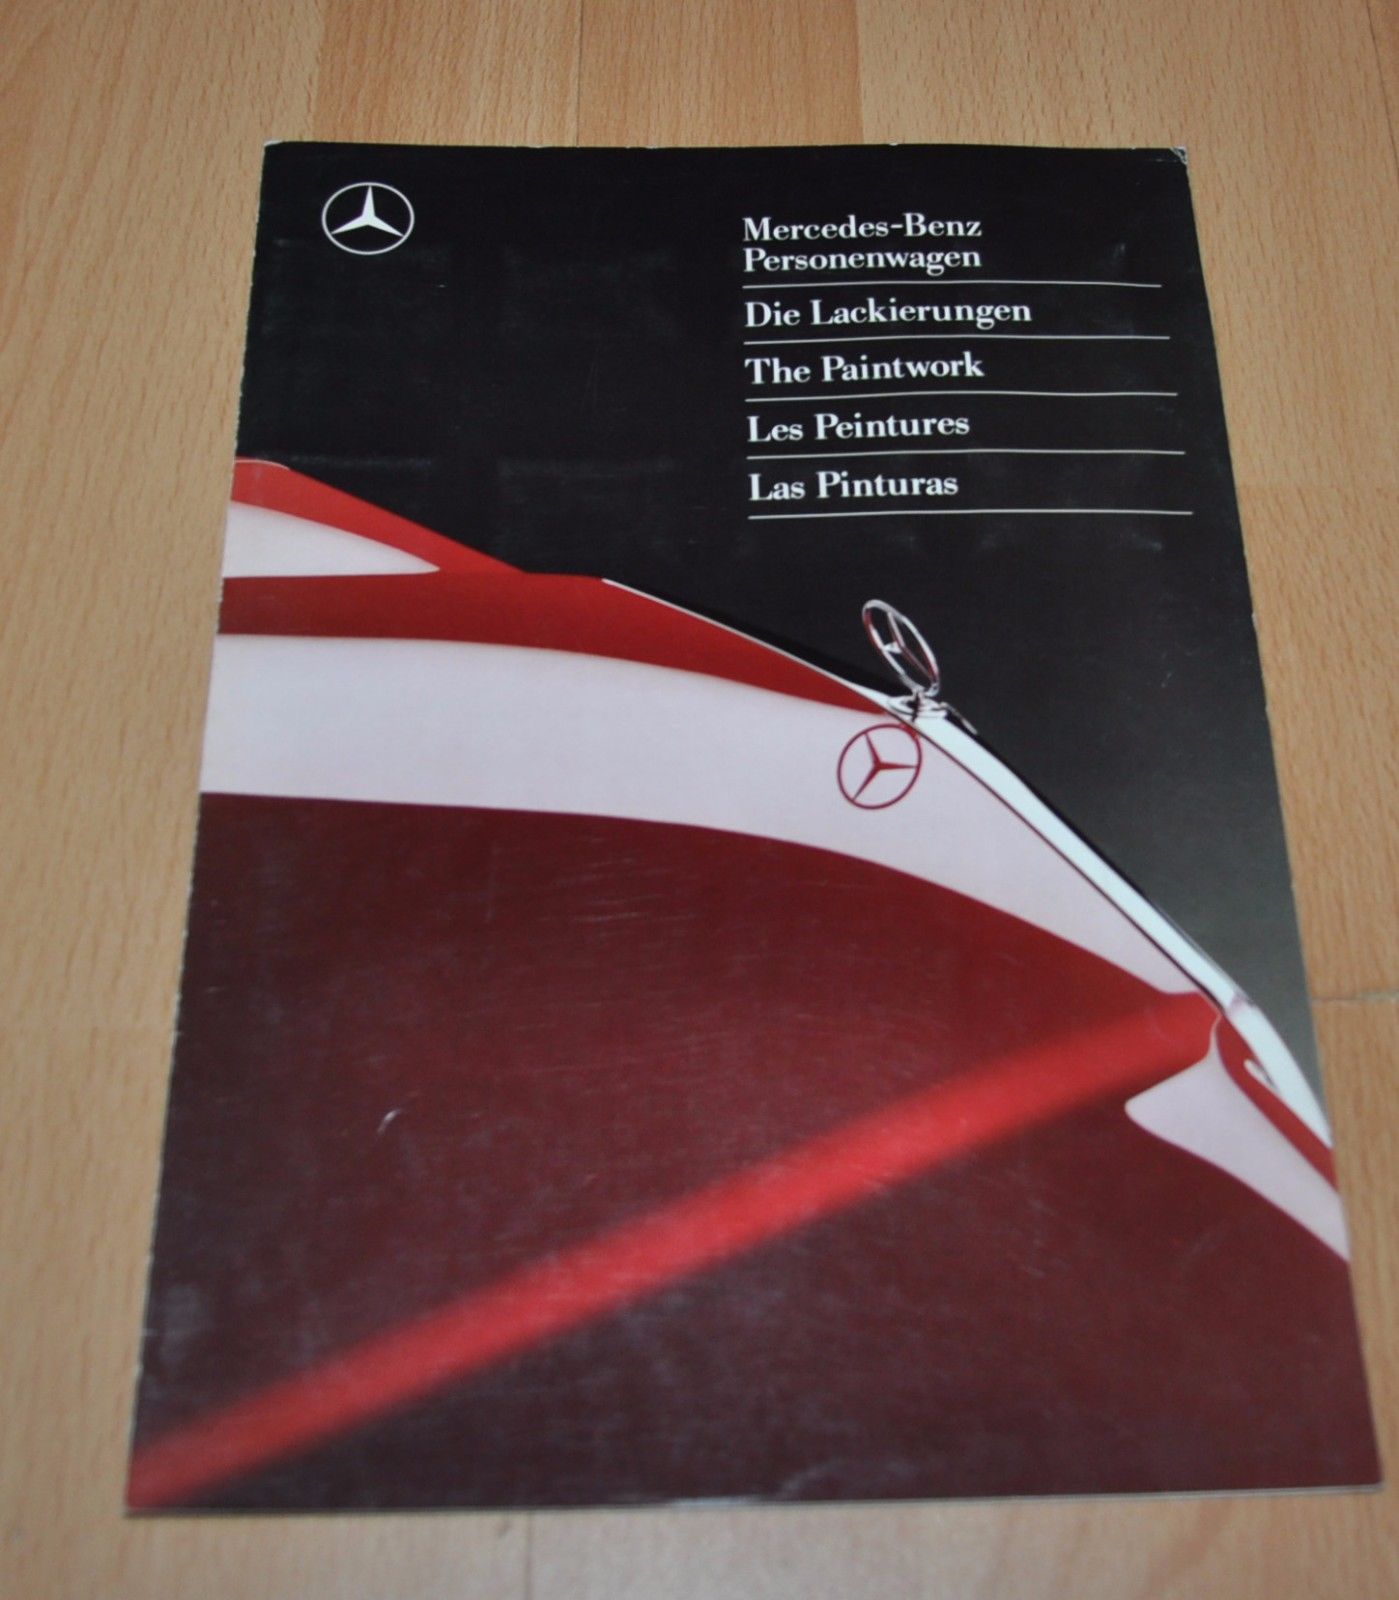 Mercedes-Benz
Personenwagen
Die Lackierungen
The Paintwork
Les Peintures
Las Pinturas